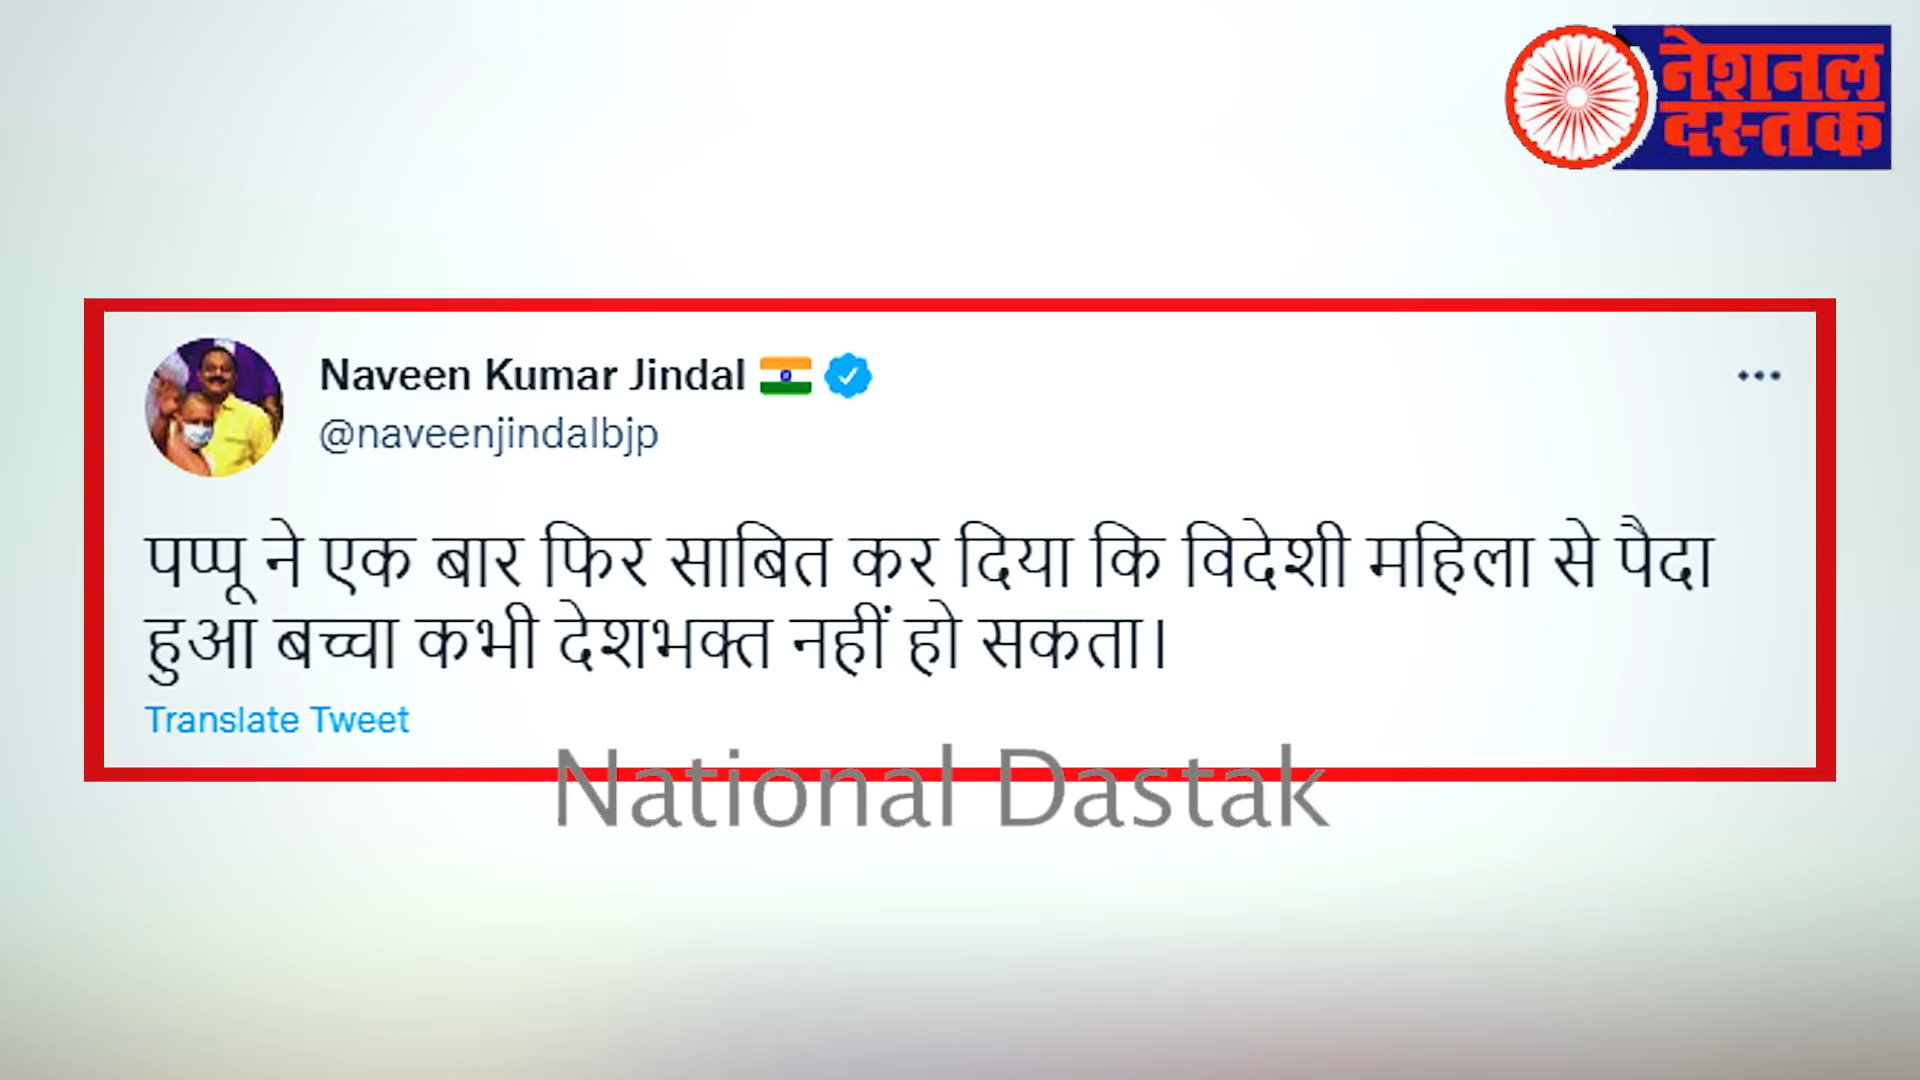 नेशनल
दस्तक
Naveen Kumar Jindal
@naveenjindalbjp
पप्पू ने एक बार फिर साबित कर दिया कि विदेशी महिला से पैदा
हुआ बच्चा कभी देशभक्त नहीं हो सकता।
Translate Tweet
National Dastak